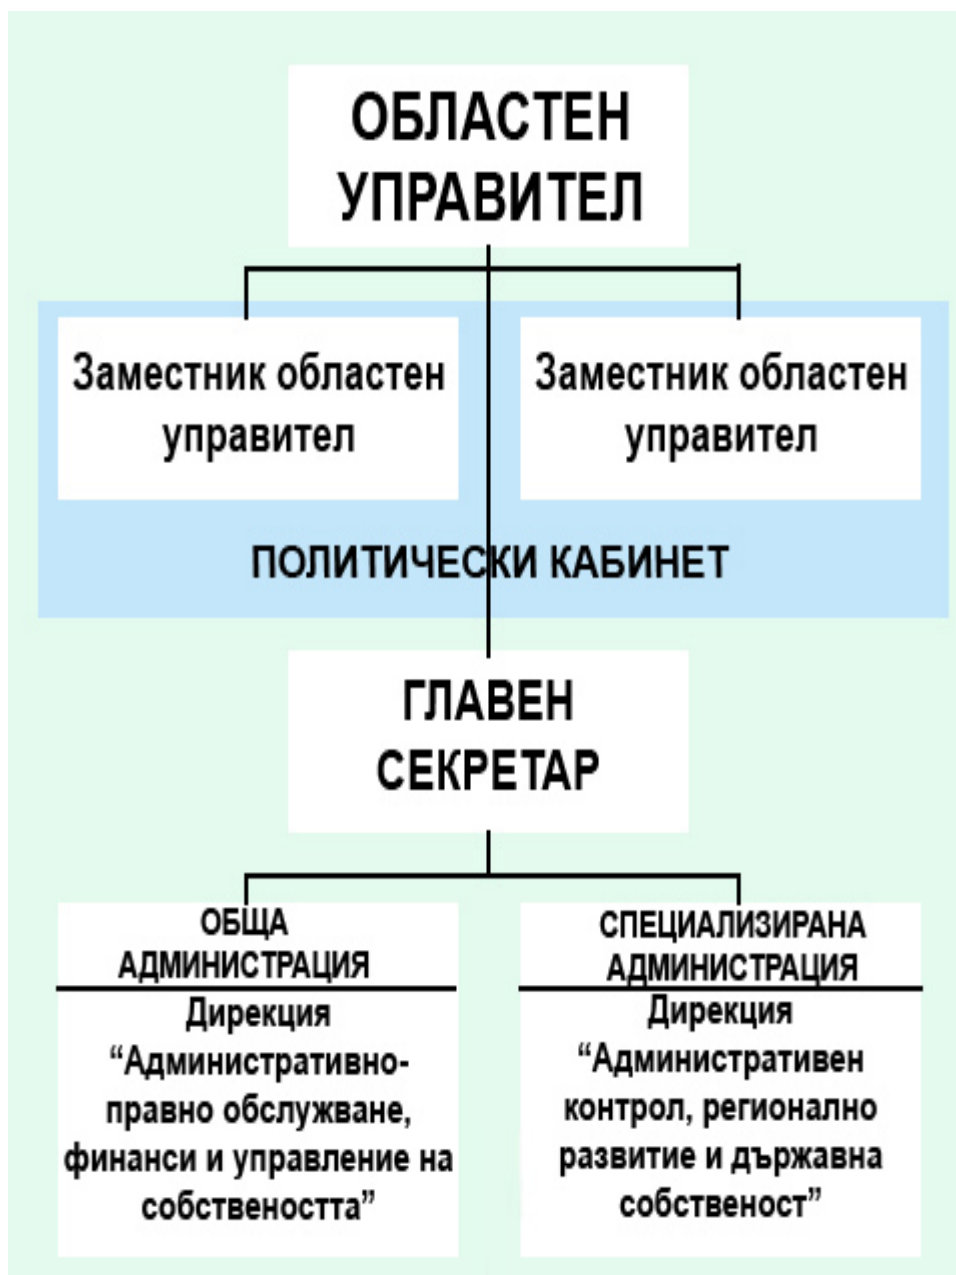 ОБЛАСТЕН
УПРАВИТЕЛ
Заместник областен
управител
Заместник областен
управител
ПОЛИТИЧЕСКИ КАБИНЕТ
ГЛАВЕН
СЕКРЕТАР
ОБЩА
АДМИНИСТРАЦИЯ
Дирекция
“Административно-
правно обслужване,
финанси и управление на
собствеността”
СПЕЦИАЛИЗИРАНА
АДМИНИСТРАЦИЯ
Дирекция
“Административен
контрол, регионално
развитие и държавна
собственост”